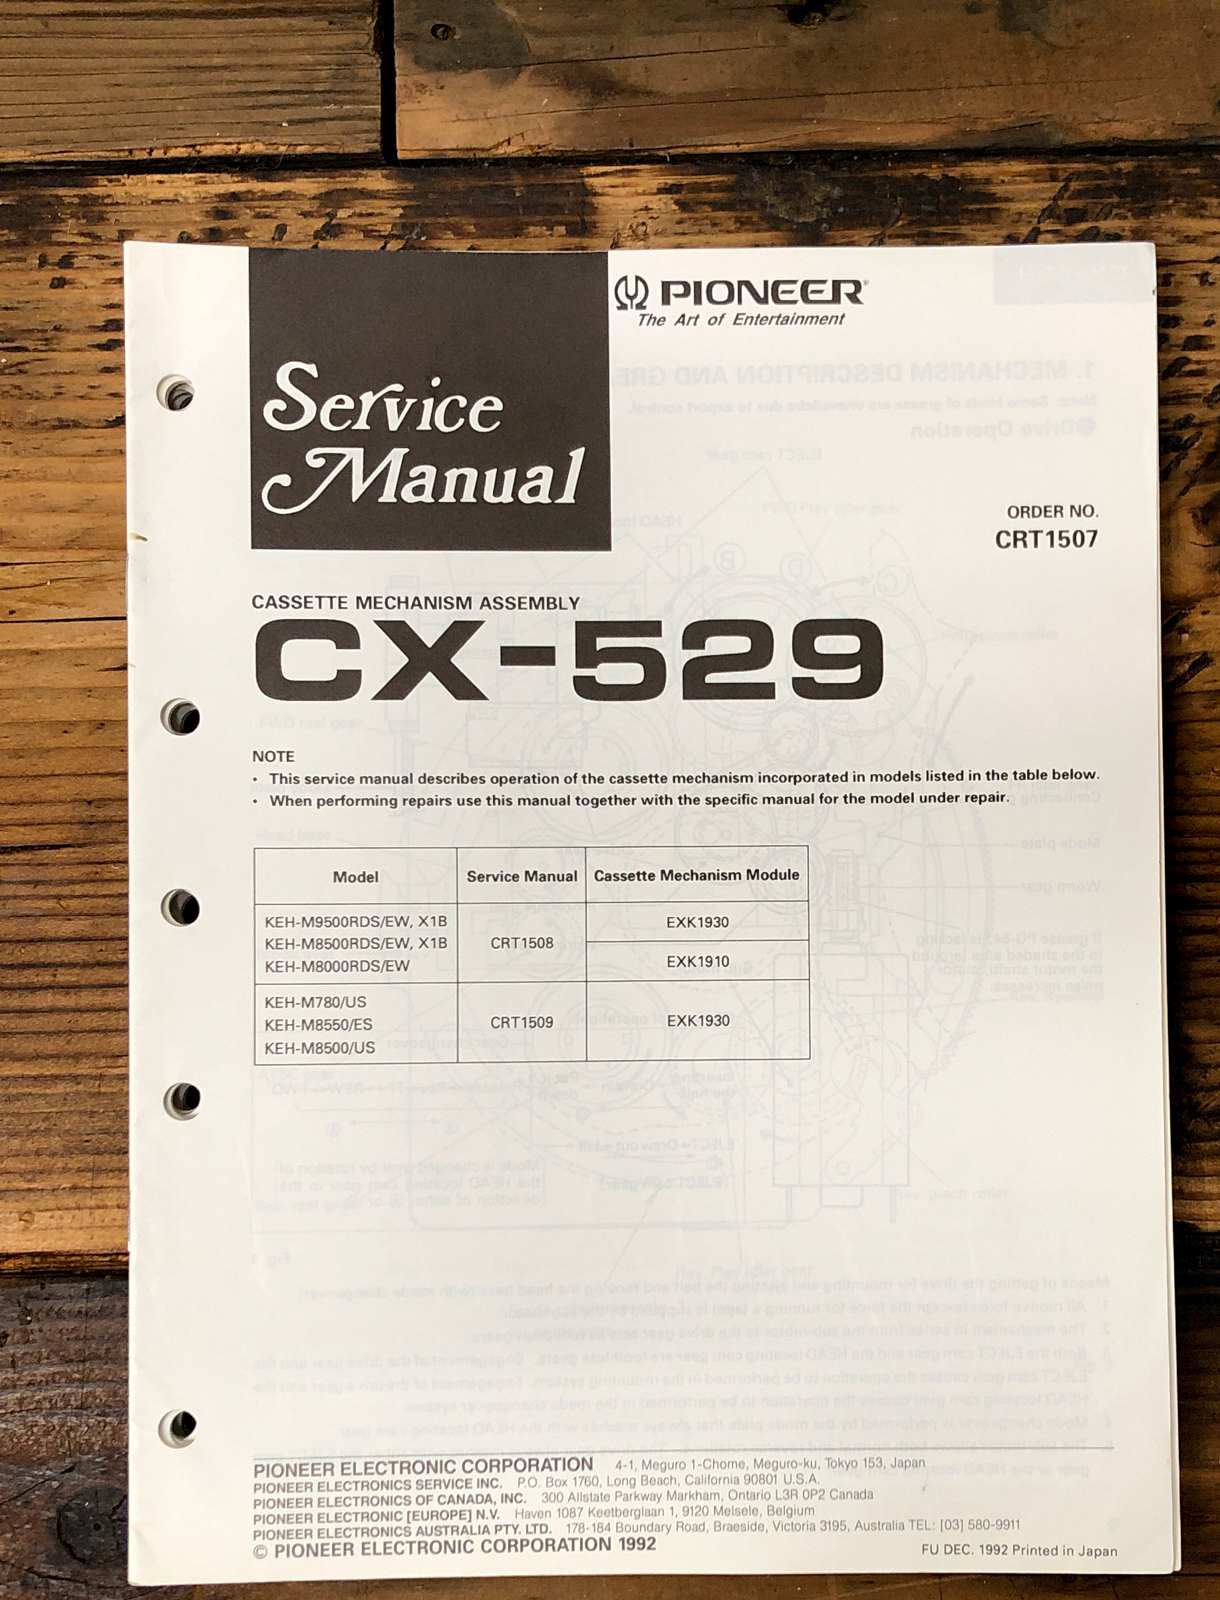 PIONEER
The Art of Entertainment
Service
Manual
ORDER NO.
CRT1507
CASSETTE MECHANISM ASSEMBLY
CX-529
NOTE
• This service manual describes operation of the cassette mechanism incorporated in models listed in the table below.
• When performing repairs use this manual together with the specific manual for the model under repair.
Model Service Manual Cassette Mechanism Module
KEH-M9500RDS/EW, X1B EXK1930
KEH-M8500RDS/EW, X1B CRT1508
KEH-M8000RDS/EW EXK1910
KEH-M780/US
KEH-M8550/ES CRT1509 EXK1930
KEH-M8500/US
PIONEER ELECTRONIC CORPORATION 4-1, Meguro 1-Chome, Meguro-ku, Tokyo 153, Japan
PIONEER ELECTRONICS SERVICE INC. P.O. Box 1760, Long Beach, California 90801 U.S.A.
PIONEER ELECTRONICS OF CANADA, INC. 300 Allstate Parkway Markham, Ontario L3R 0P2 Canada
PIONEER ELECTRONIC [EUROPE] N.V. Haven 1087 Keetberglaan 1, 9120 Melsele, Belgium
PIONEER ELECTRONICS AUSTRALIA PTY. LTD. 178-184 Boundary Road, Braeside, Victoria 3195, Australia TEL: [03] 580-9911
© PIONEER ELECTRONIC CORPORATION 1992
FU DEC. 1992 Printed in Japan